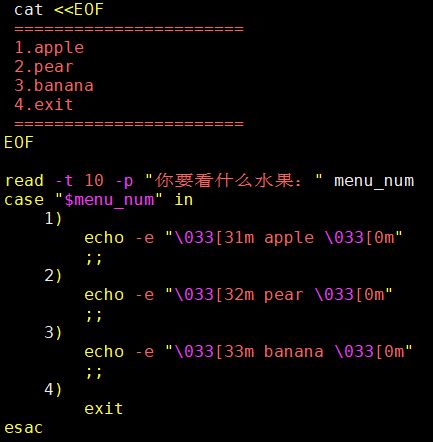 cat <<EOF
=======================
1.apple
2.pear
3.banana
4.exit
=======================
EOF
read -t 10 -p "你要看什么水果：" menu_num
case "$menu_num" in
1)
echo -e "\033[31m apple \033[0m"
;;
2)
echo -e "\033[32m pear \033[0m"
;;
3)
echo -e "\033[33m banana \033[0m"
;;
4)
exit
esac